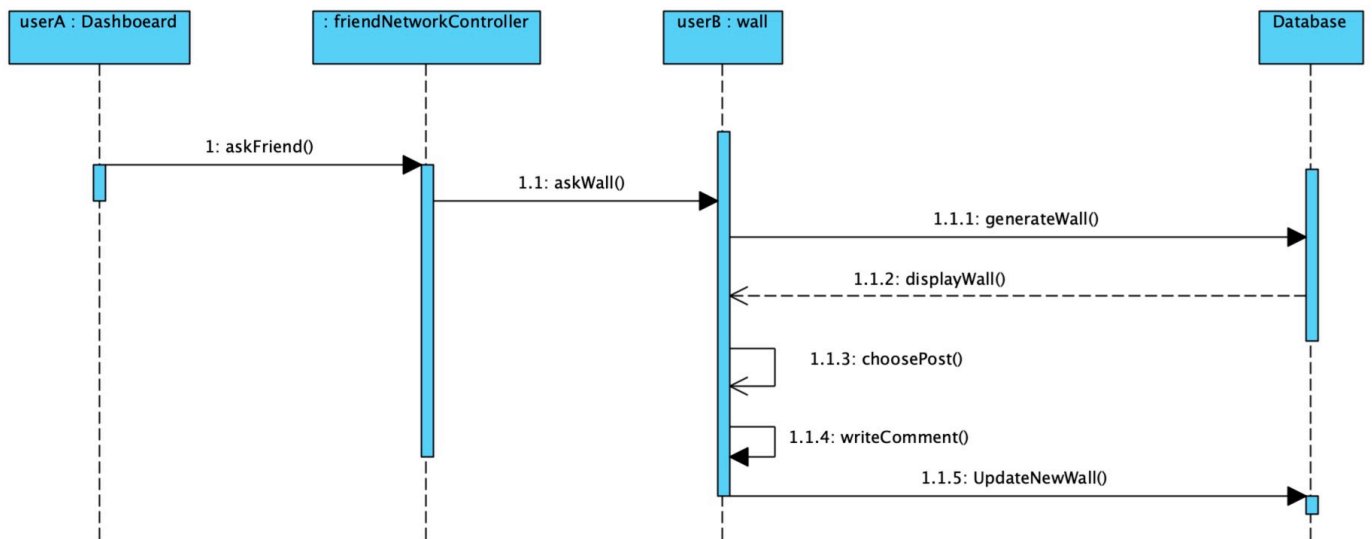 userA : Dashboeard
: friendNetworkController
userB : wall
Database
1: askFriend()
1.1: askWall()
1.1.1: generateWall()
1.1.2: displayWall()
1.1.3: choosePost()
1.1.4: writeComment()
1.1.5: UpdateNewWall()